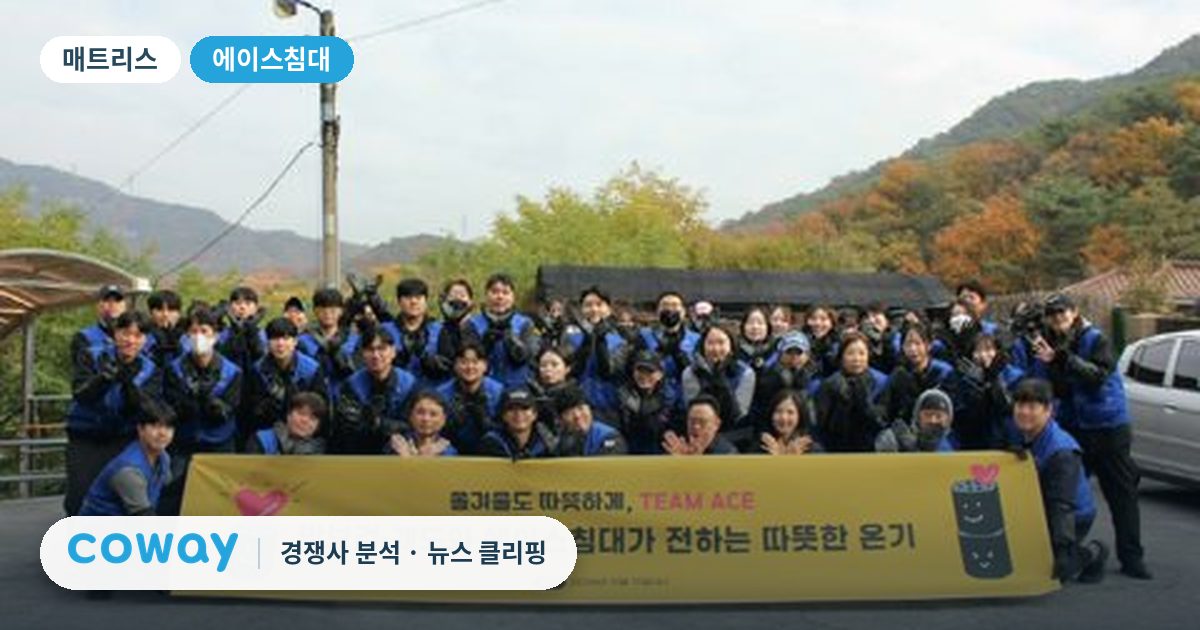 매트리스
에이스침대
올겨울도 따뜻하게, TEAM ACE
침대가 전하는 따뜻한 온기
coway
경쟁사 분석 · 뉴스 클리핑